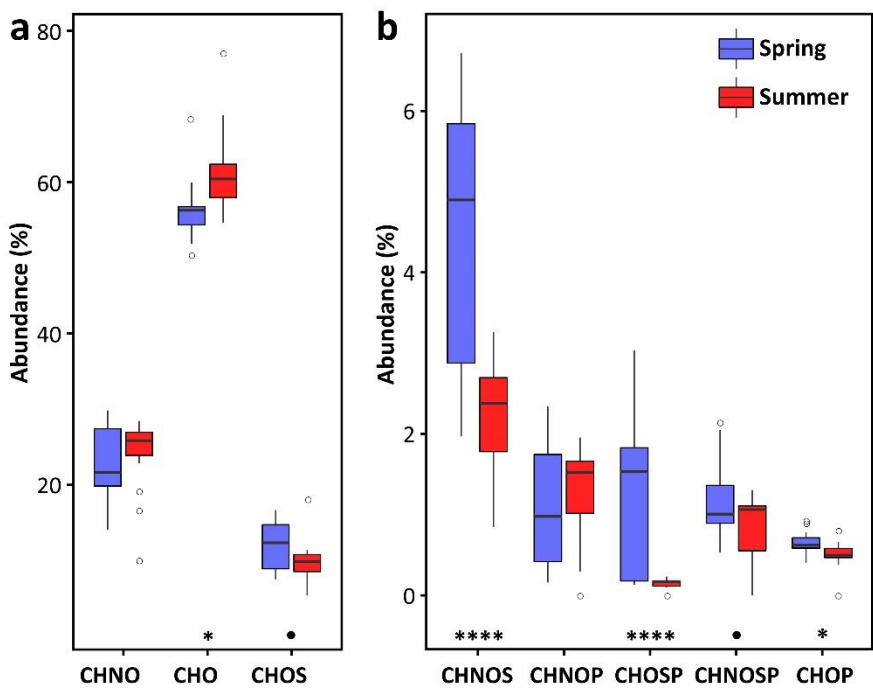 a
80
60
40
20
Abundance (%)
* •
CHNO CHO CHOS
b
Spring
Summer
6
4
2
0
Abundance (%)
**** **** • *
CHNOS CHNOP CHOSP CHNOSP CHOP